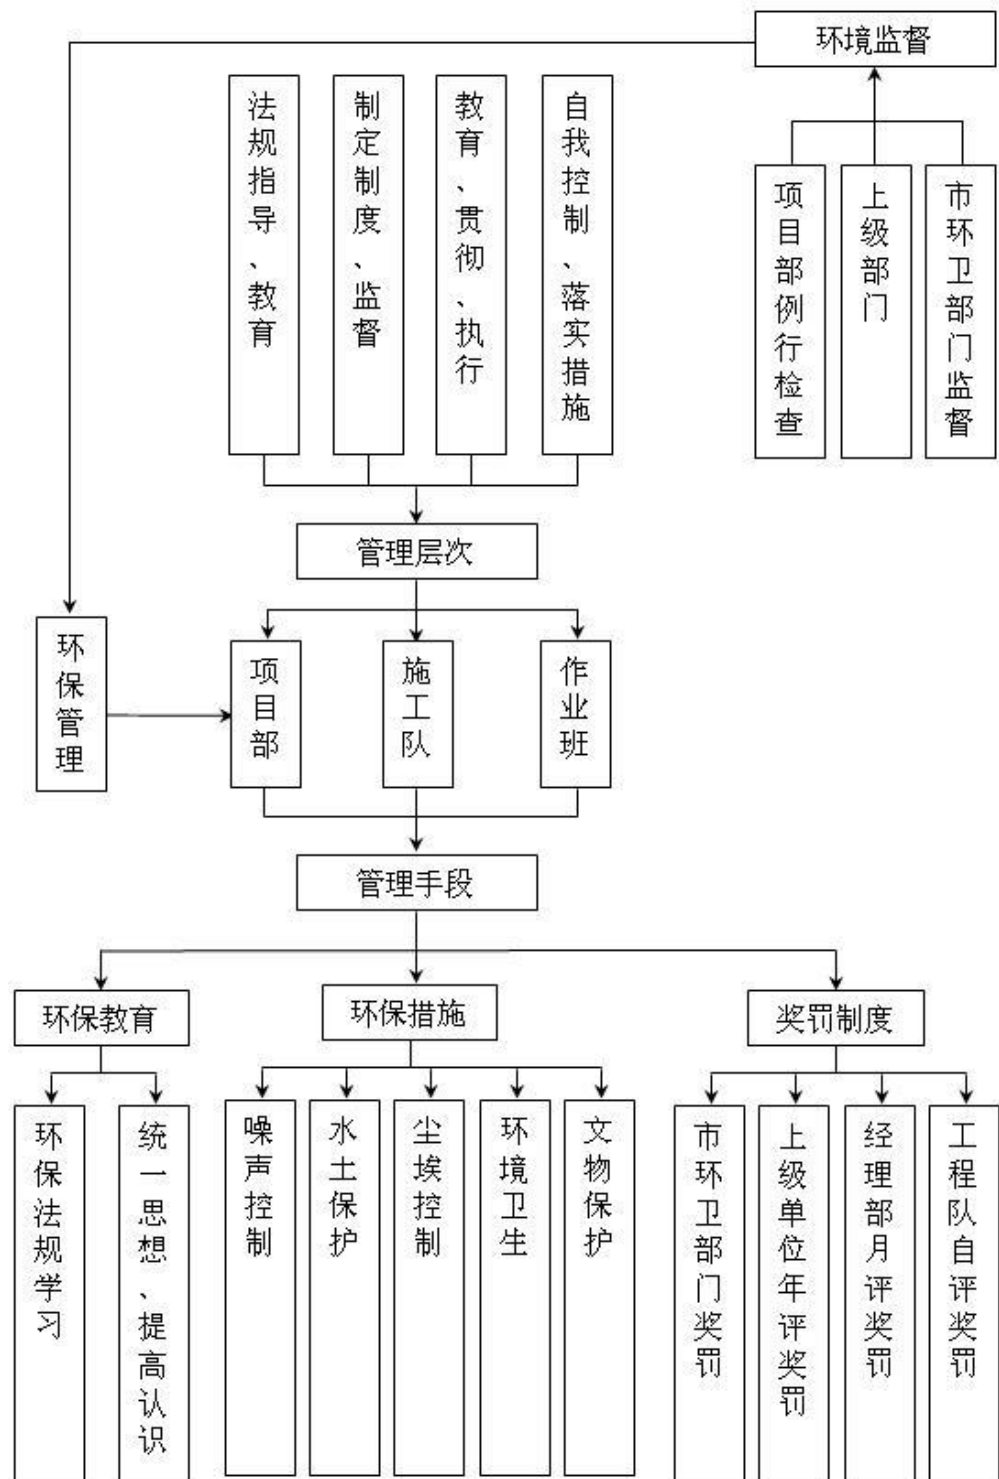 环境监督
法规指导、教育
制定制度、监督
教育、贯彻、执行
自我控制、落实措施
项目部例行检查
上级部门
市环卫部门监督
管理层次
环保管理
项目部
施工队
作业班
管理手段
环保教育
环保措施
奖罚制度
环保法规学习
统一思想、提高认识
噪声控制
水土保护
尘埃控制
环境卫生
文物保护
市环卫部门奖罚
上级单位年评奖罚
经理部月评奖罚
工程队自评奖罚